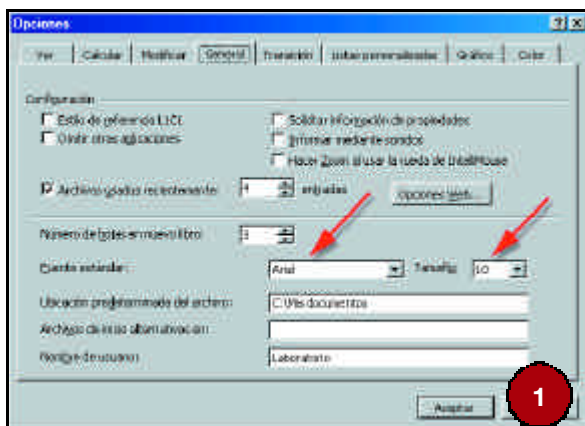 Opciones
Ver Calcular Modificar General Transición Listas personalizadas Gráfico Color
Configuración
Estilo de referencia L1C1
Solicitar información de propiedades
Omitir otras aplicaciones
Informar mediante sonidos
Hacer Zoom al usar la rueda de IntelliMouse
Archivos usados recientemente: 4 entradas
Opciones Web...
Número de hojas en nuevo libro: 3
Fuente estándar: Arial Tamaño: 10
Ubicación predeterminada del archivo: C:\Mis documentos
Archivos de inicio alternativos en:
Nombre de usuario: Laboratorio
Aceptar
1